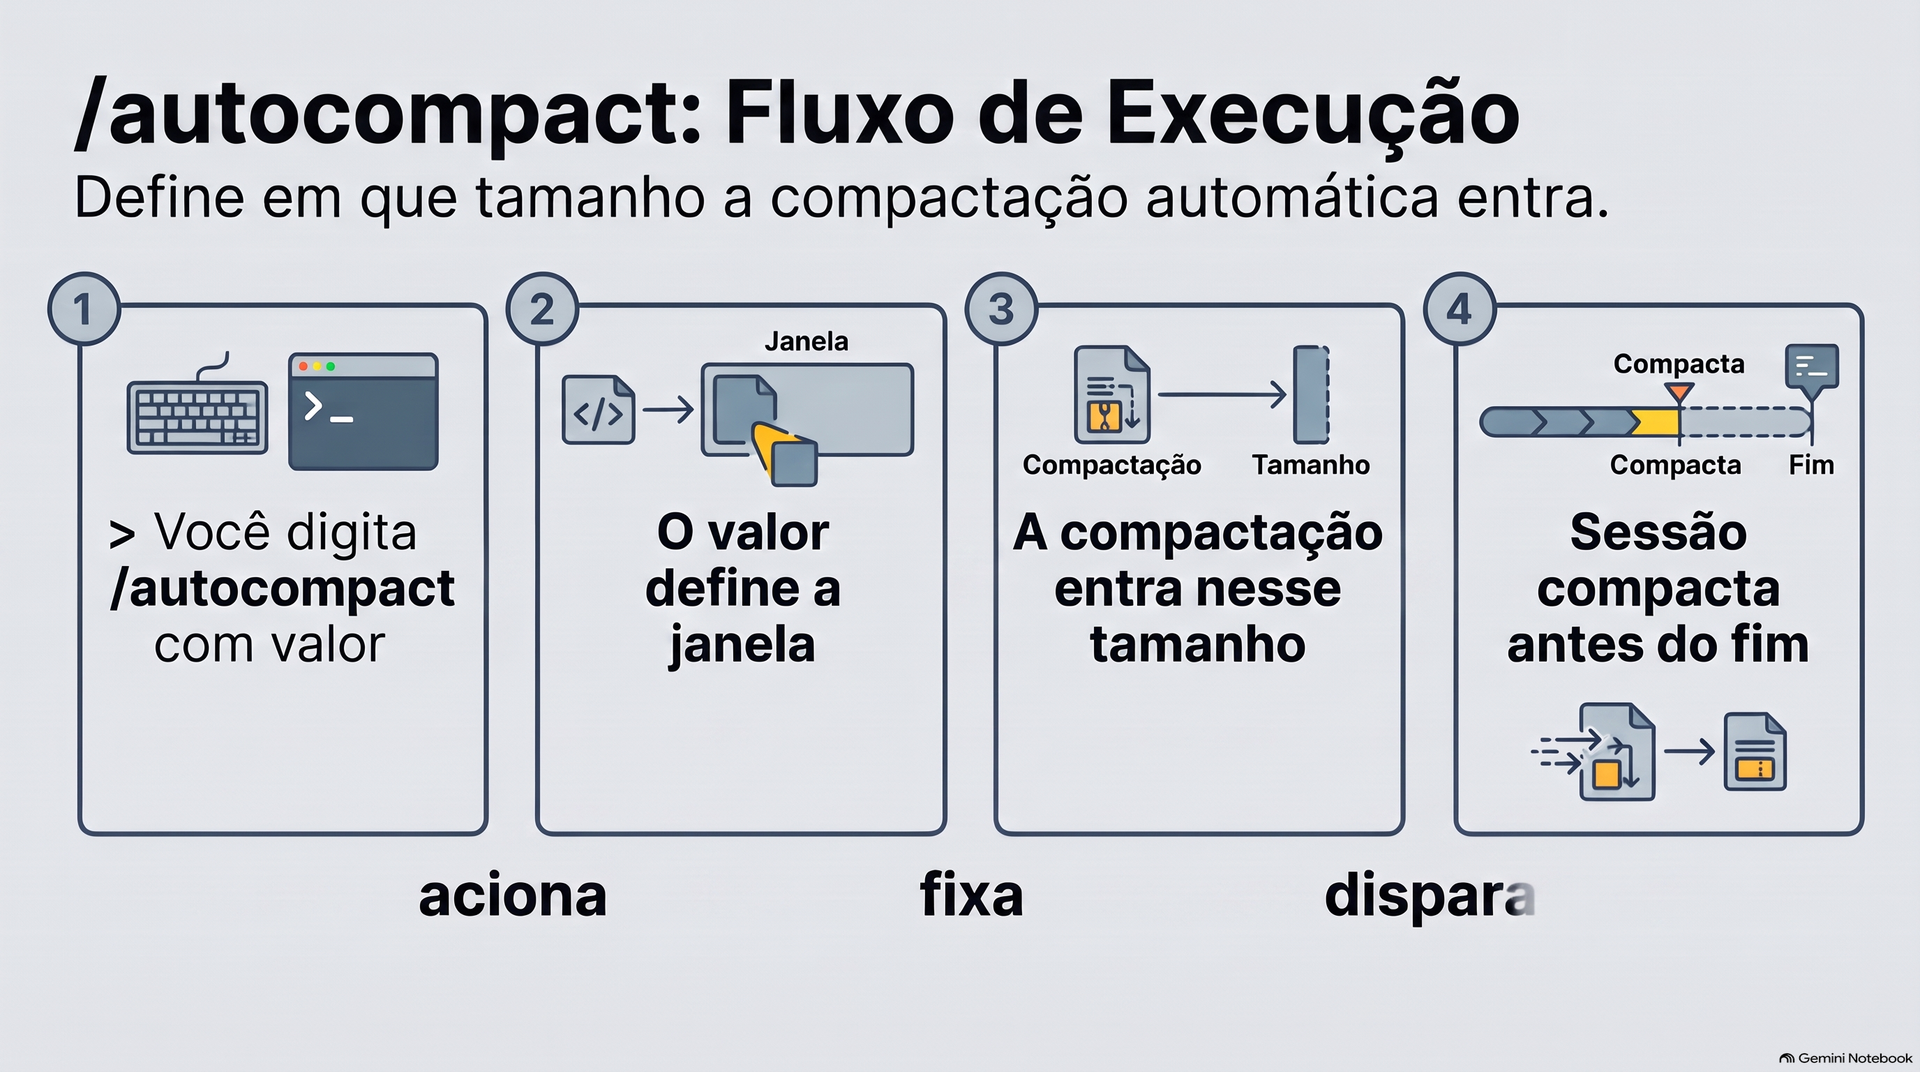 /autocompact: Fluxo de Execução
Define em que tamanho a compactação automática entra.
1
> Você digita
/autocompact
com valor
2
Janela
</>
O valor
define a
janela
3
Compactação
Tamanho
A compactação
entra nesse
tamanho
4
Compacta
Compacta
Fim
Sessão
compacta
antes do fim
aciona
fixa
dispara
Gemini Notebook